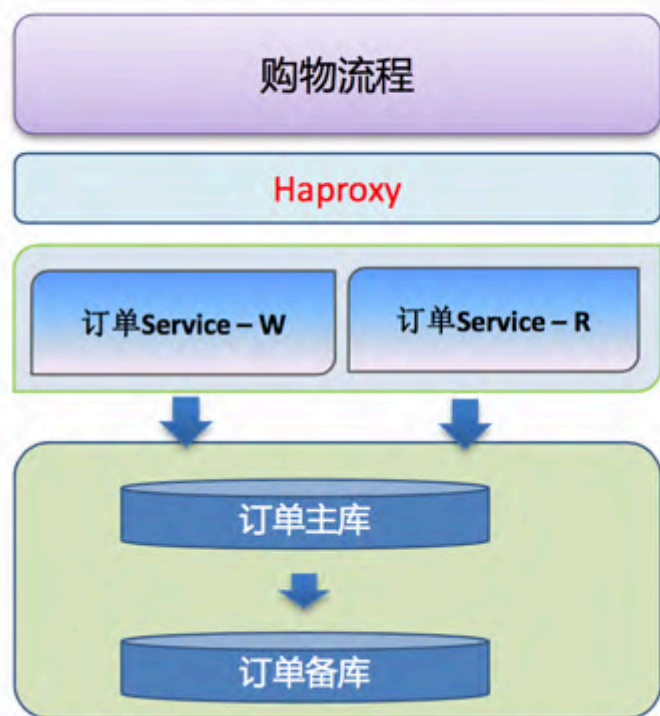 购物流程
Haproxy
订单Service – W
订单Service – R
订单主库
订单备库